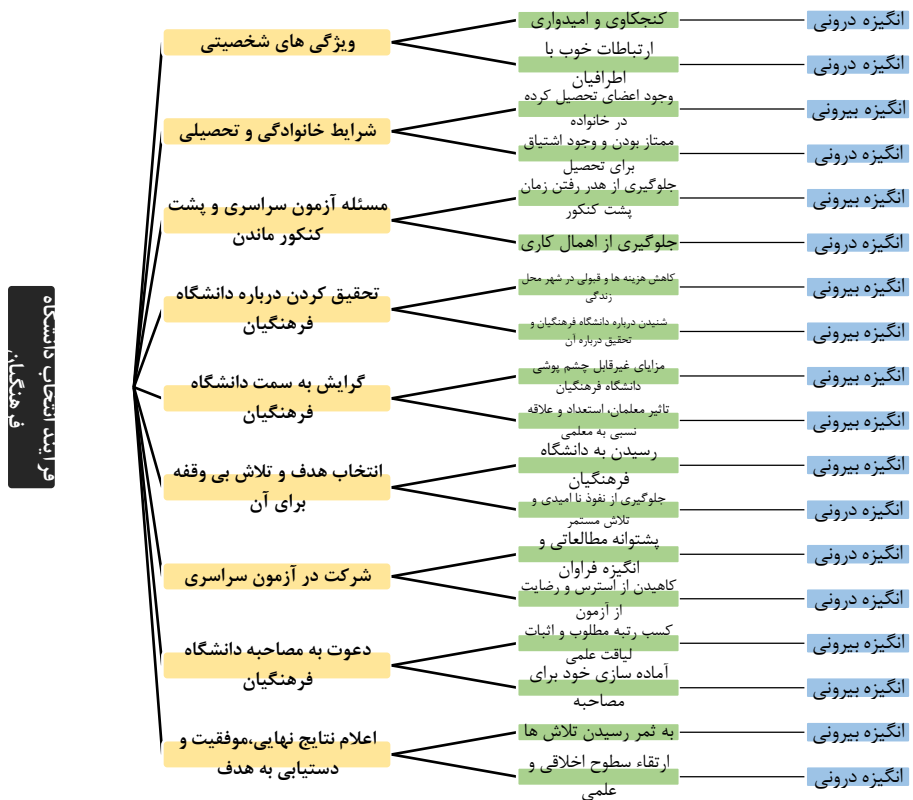 فرایند انتخاب دانشگاه
فرهنگیان
ویژگی های شخصیتی
کنجکاوی و امیدواری
انگیزه درونی
ارتباطات خوب با
اطرافیان
انگیزه درونی
شرایط خانوادگی و تحصیلی
وجود اعضای تحصیل کرده
در خانواده
انگیزه بیرونی
ممتاز بودن و وجود اشتیاق
برای تحصیل
انگیزه درونی
مسئله آزمون سراسری و پشت
کنکور ماندن
جلوگیری از هدر رفتن زمان
پشت کنکور
انگیزه بیرونی
جلوگیری از اهمال کاری
انگیزه درونی
تحقیق کردن درباره دانشگاه
فرهنگیان
کاهش هزینه ها و قبولی در شهر محل
زندگی
انگیزه بیرونی
شنیدن درباره دانشگاه فرهنگیان و
تحقیق درباره آن
انگیزه بیرونی
گرایش به سمت دانشگاه
فرهنگیان
مزایای غیرقابل چشم پوشی
دانشگاه فرهنگیان
انگیزه بیرونی
تاثیر معلمان، استعداد و علاقه
نسبی به معلمی
انگیزه بیرونی
انتخاب هدف و تلاش بی وقفه
برای آن
رسیدن به دانشگاه
فرهنگیان
انگیزه بیرونی
جلوگیری از نفوذ نا امیدی و
تلاش مستمر
انگیزه درونی
شرکت در آزمون سراسری
پشتوانه مطالعاتی و
انگیزه فراوان
انگیزه درونی
کاهیدن از استرس و رضایت
از آزمون
انگیزه درونی
دعوت به مصاحبه دانشگاه
فرهنگیان
کسب رتبه مطلوب و اثبات
لیاقت علمی
انگیزه بیرونی
آماده سازی خود برای
مصاحبه
انگیزه بیرونی
اعلام نتایج نهایی،موفقیت و
دستیابی به هدف
به ثمر رسیدن تلاش ها
انگیزه بیرونی
ارتقاء سطوح اخلاقی و
علمی
انگیزه درونی